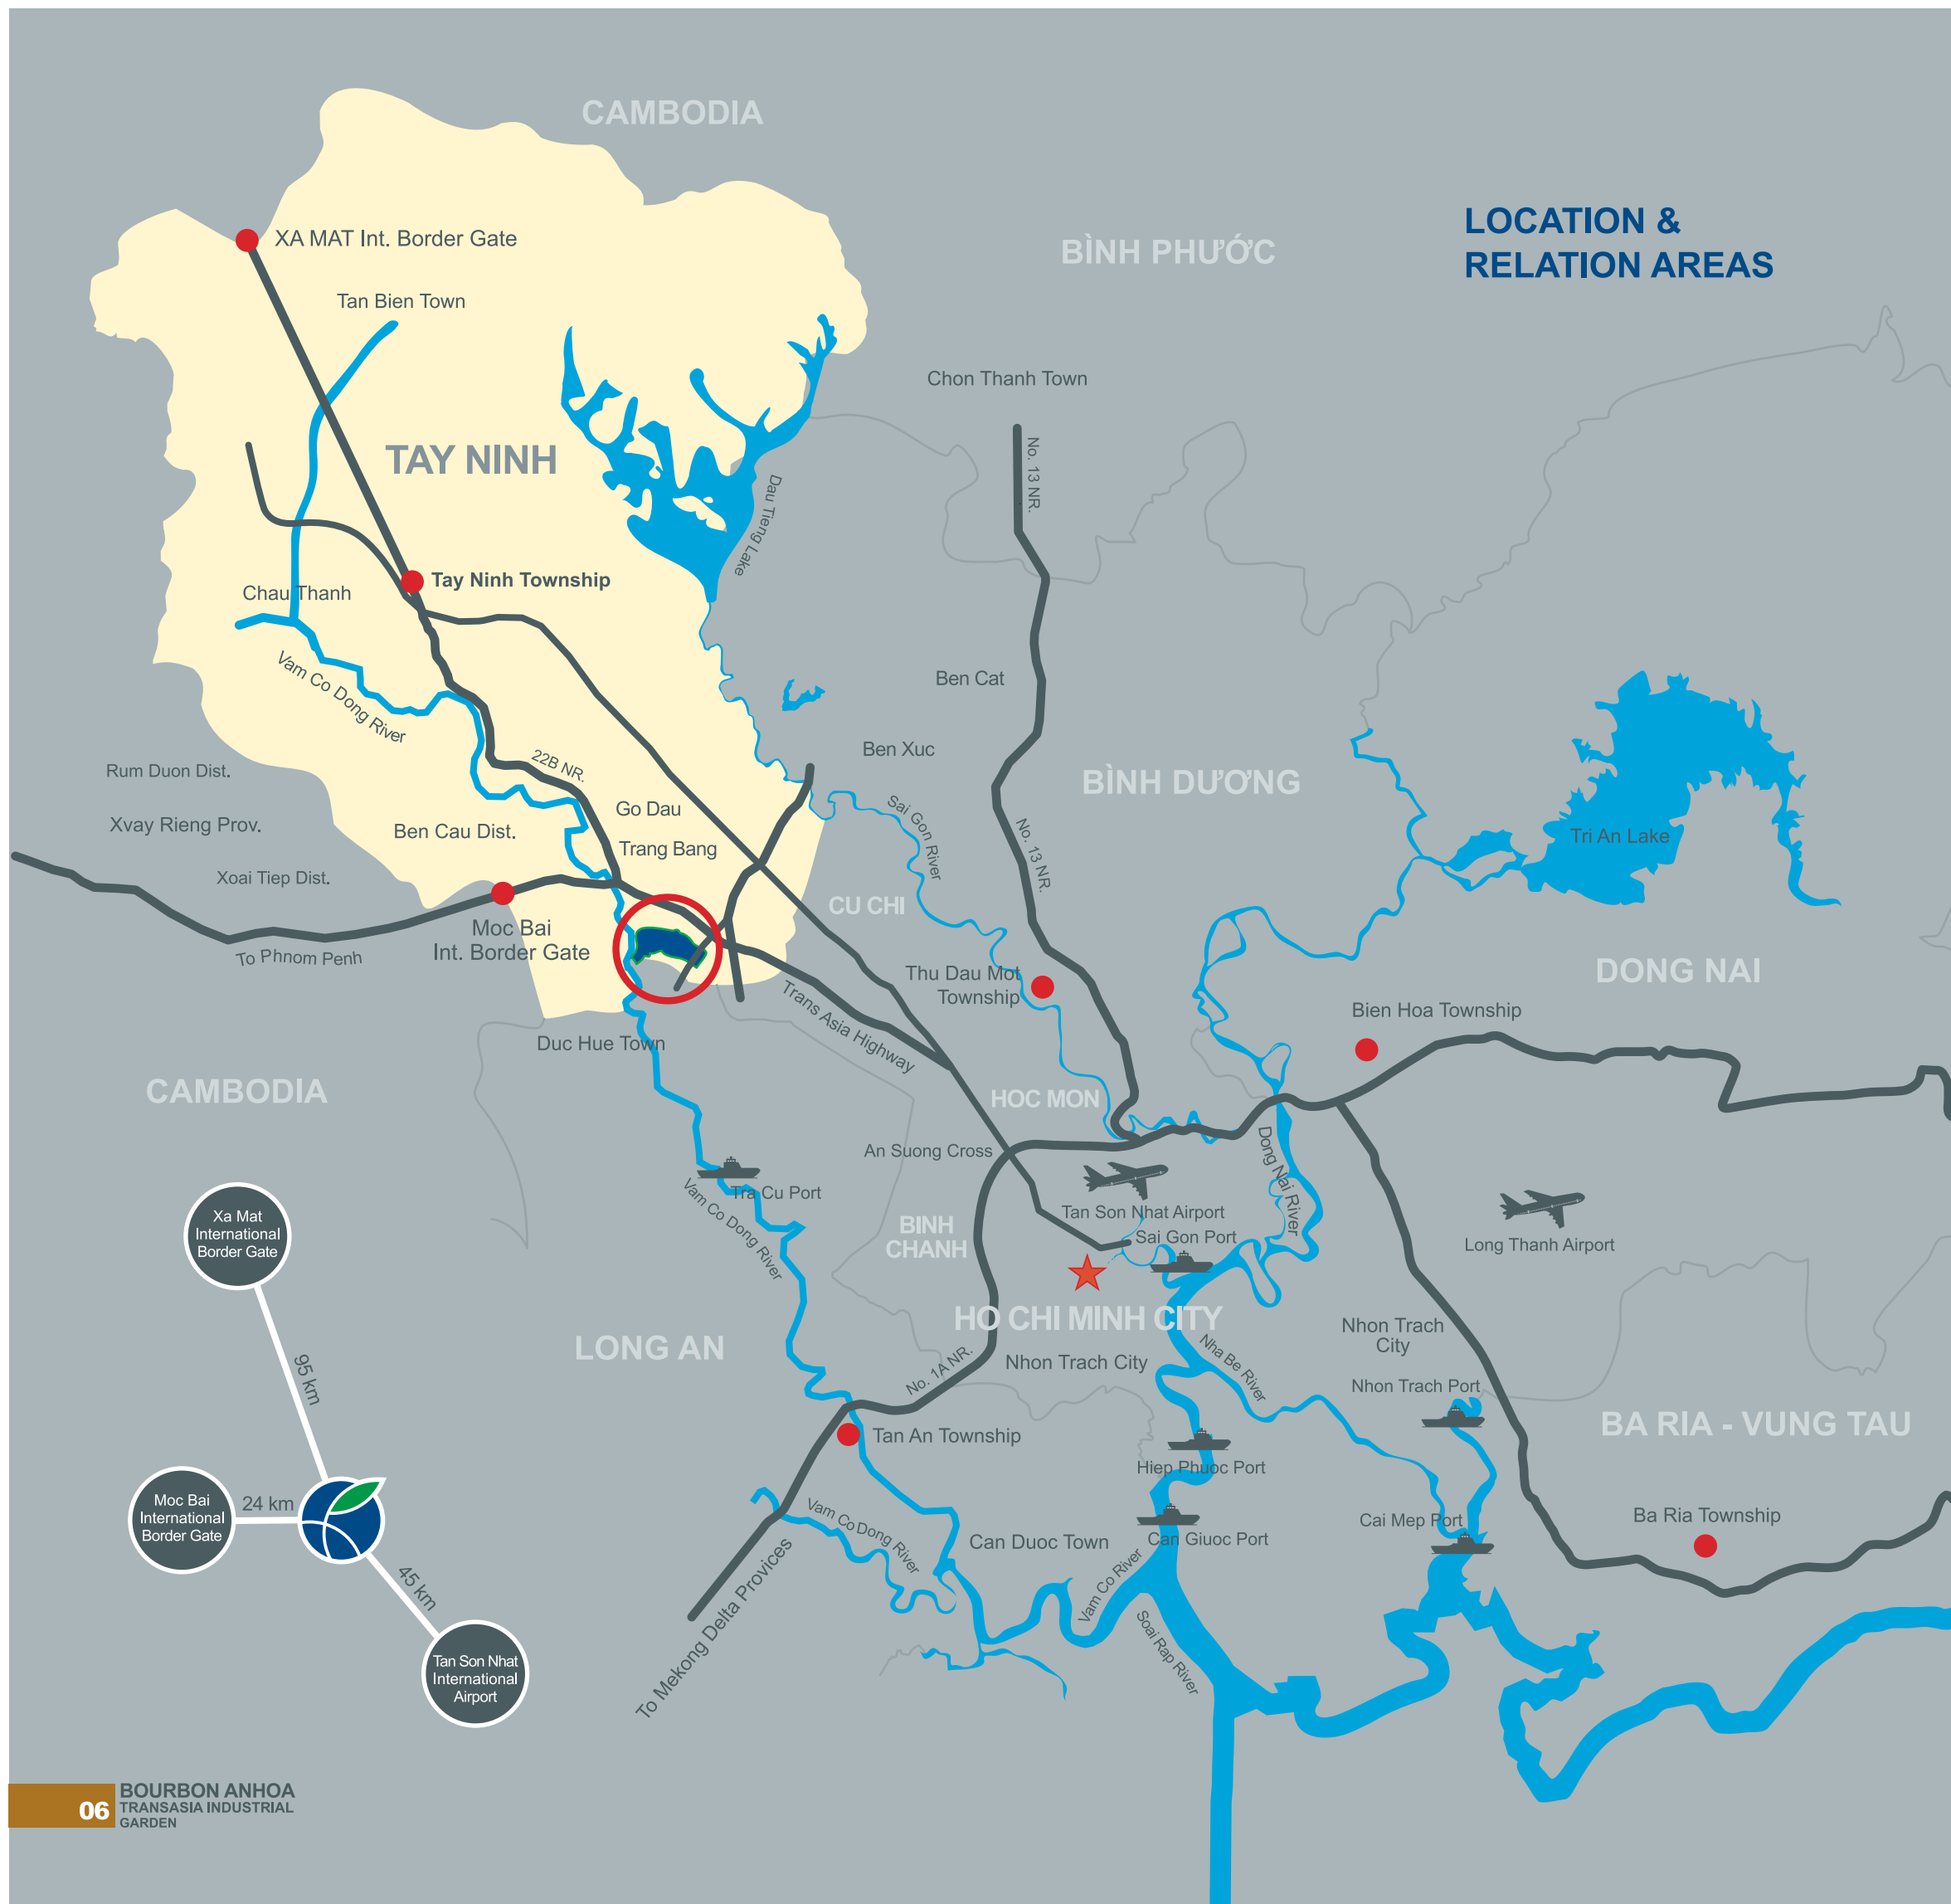 CAMBODIA
LOCATION &
RELATION AREAS
XA MAT Int. Border Gate
BÌNH PHƯỚC
Tan Bien Town
Chon Thanh Town
No. 13 NR.
TAY NINH
Dau Tieng Lake
Tay Ninh Township
Chau Thanh
Vam Co Dong River
Ben Cat
Ben Xuc
22B NR.
Rum Duon Dist.
BÌNH DƯƠNG
Go Dau
Sai Gon River
Xvay Rieng Prov.
Ben Cau Dist.
Trang Bang
No. 13 NR.
Tri An Lake
Xoai Tiep Dist.
CU CHI
Moc Bai
Int. Border Gate
To Phnom Penh
Thu Dau Mot
Township
DONG NAI
Trans Asia Highway
Bien Hoa Township
Duc Hue Town
CAMBODIA
HOC MON
An Suong Cross
Dong Nai River
Tra Cu Port
Vam Co Dong River
Tan Son Nhat Airport
BINH
CHANH
Sai Gon Port
Long Thanh Airport
Xa Mat
International
Border Gate
HO CHI MINH CITY
LONG AN
Nhon Trach City
Nha Be River
Nhon Trach
City
No. 1A NR.
95 km
Nhon Trach Port
BA RIA - VUNG TAU
Tan An Township
Hiep Phuoc Port
Moc Bai
International
Border Gate
24 km
Vam Co Dong River
Can Duoc Town
Can Giuoc Port
Cai Mep Port
Ba Ria Township
45 km
To Mekong Delta Provices
Vam Co River
Soai Rap River
Tan Son Nhat
International
Airport
06
BOURBON ANHOA
TRANSASIA INDUSTRIAL
GARDEN